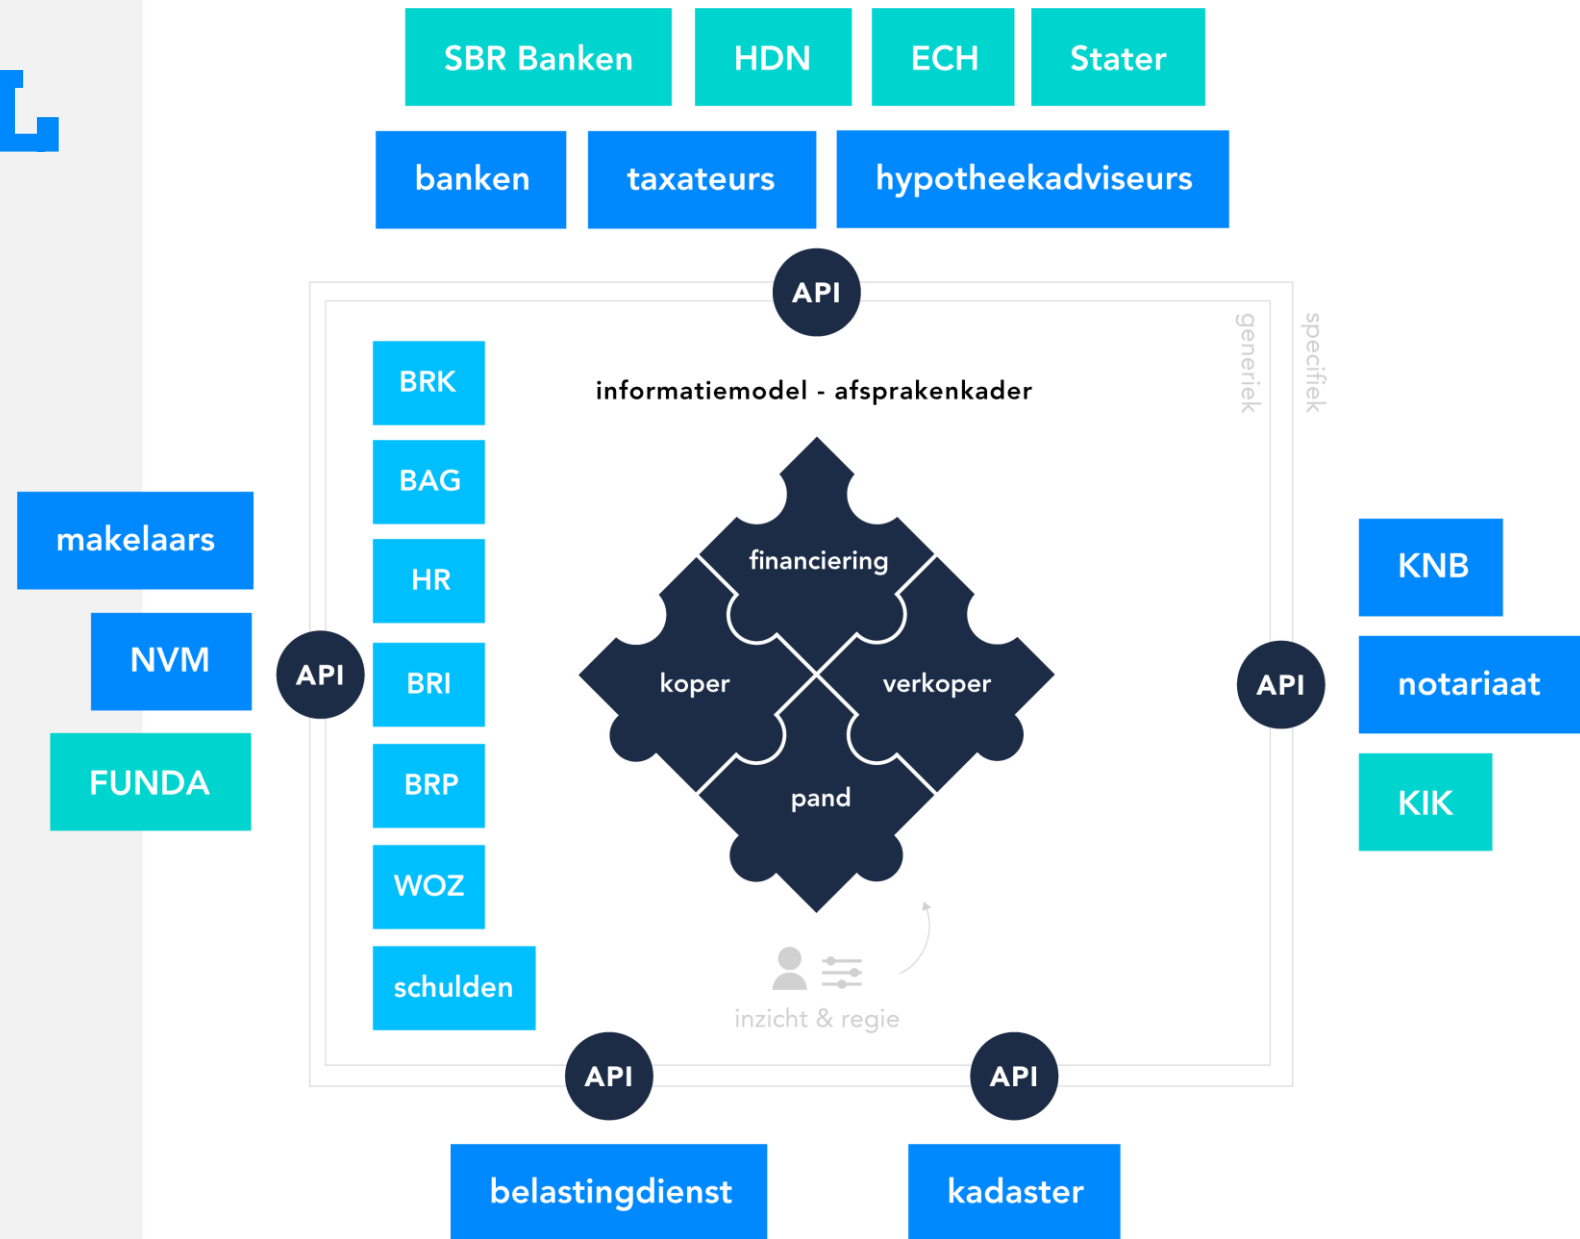 SBR Banken
HDN
ECH
Stater
banken
taxateurs
hypotheekadviseurs
API
generiek
specifiek
informatiemodel - afsprakenkader
BRK
BAG
HR
BRI
BRP
WOZ
schulden
makelaars
NVM
FUNDA
API
financiering
koper
verkoper
pand
API
KNB
notariaat
KIK
inzicht & regie
API
API
belastingdienst
kadaster